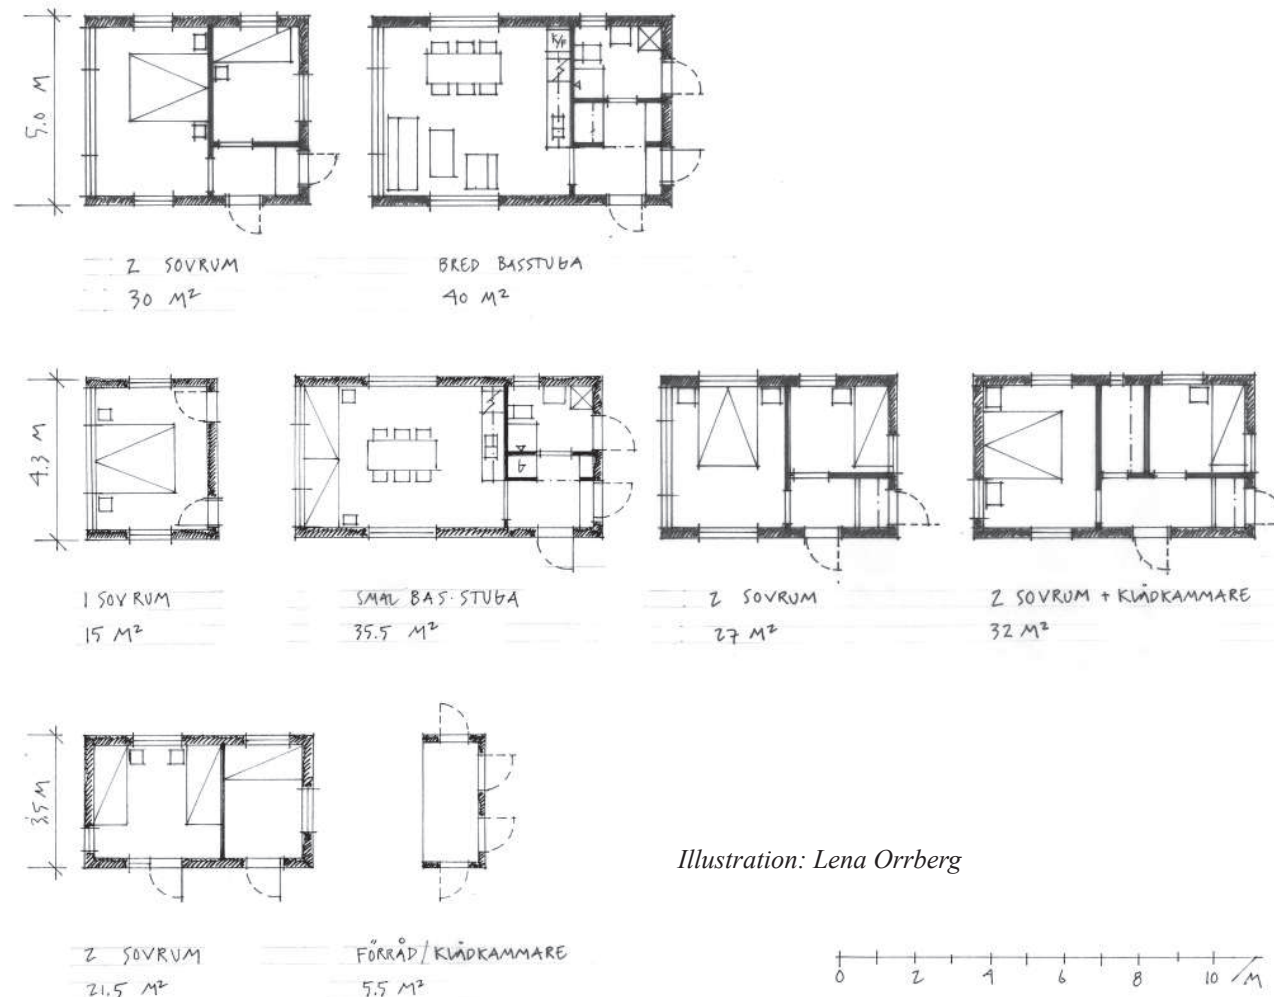 5.0 M
K/F
2 SOVRUM
30 M²
BRED BASSTUGA
40 M²
4.3 M
G
1 SOVRUM
15 M²
SMAL BAS-STUGA
35.5 M²
2 SOVRUM
27 M²
2 SOVRUM + KLÄDKAMMARE
32 M²
3.5 M
Illustration: Lena Orrberg
2 SOVRUM
21.5 M²
FÖRRÅD/KLÄDKAMMARE
5.5 M²
0 2 4 6 8 10 M